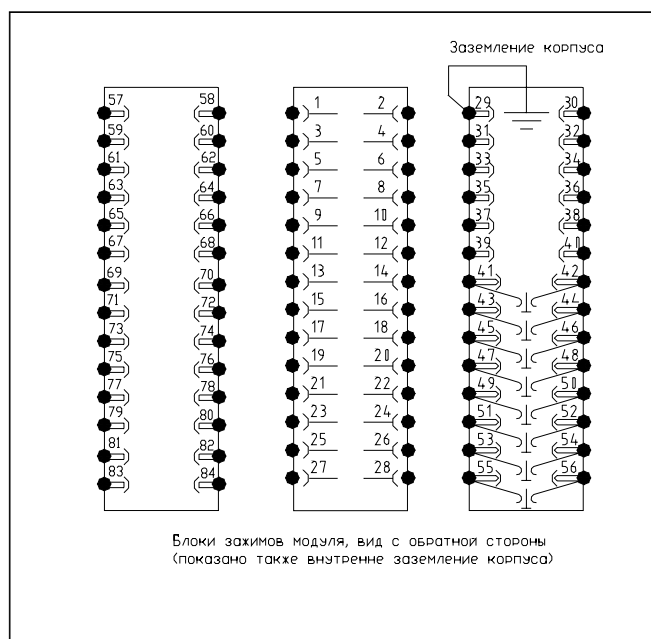 Заземление корпуса
57 58 1 2 29 30
59 60 3 4 31 32
61 62 5 6 33 34
63 64 7 8 35 36
65 66 9 10 37 38
67 68 11 12 39 40
69 70 13 14 41 42
71 72 15 16 43 44
73 74 17 18 45 46
75 76 19 20 47 48
77 78 21 22 49 50
79 80 23 24 51 52
81 82 25 26 53 54
83 84 27 28 55 56
Блоки зажимов модуля, вид с обратной стороны
(показано также внутренне заземление корпуса)